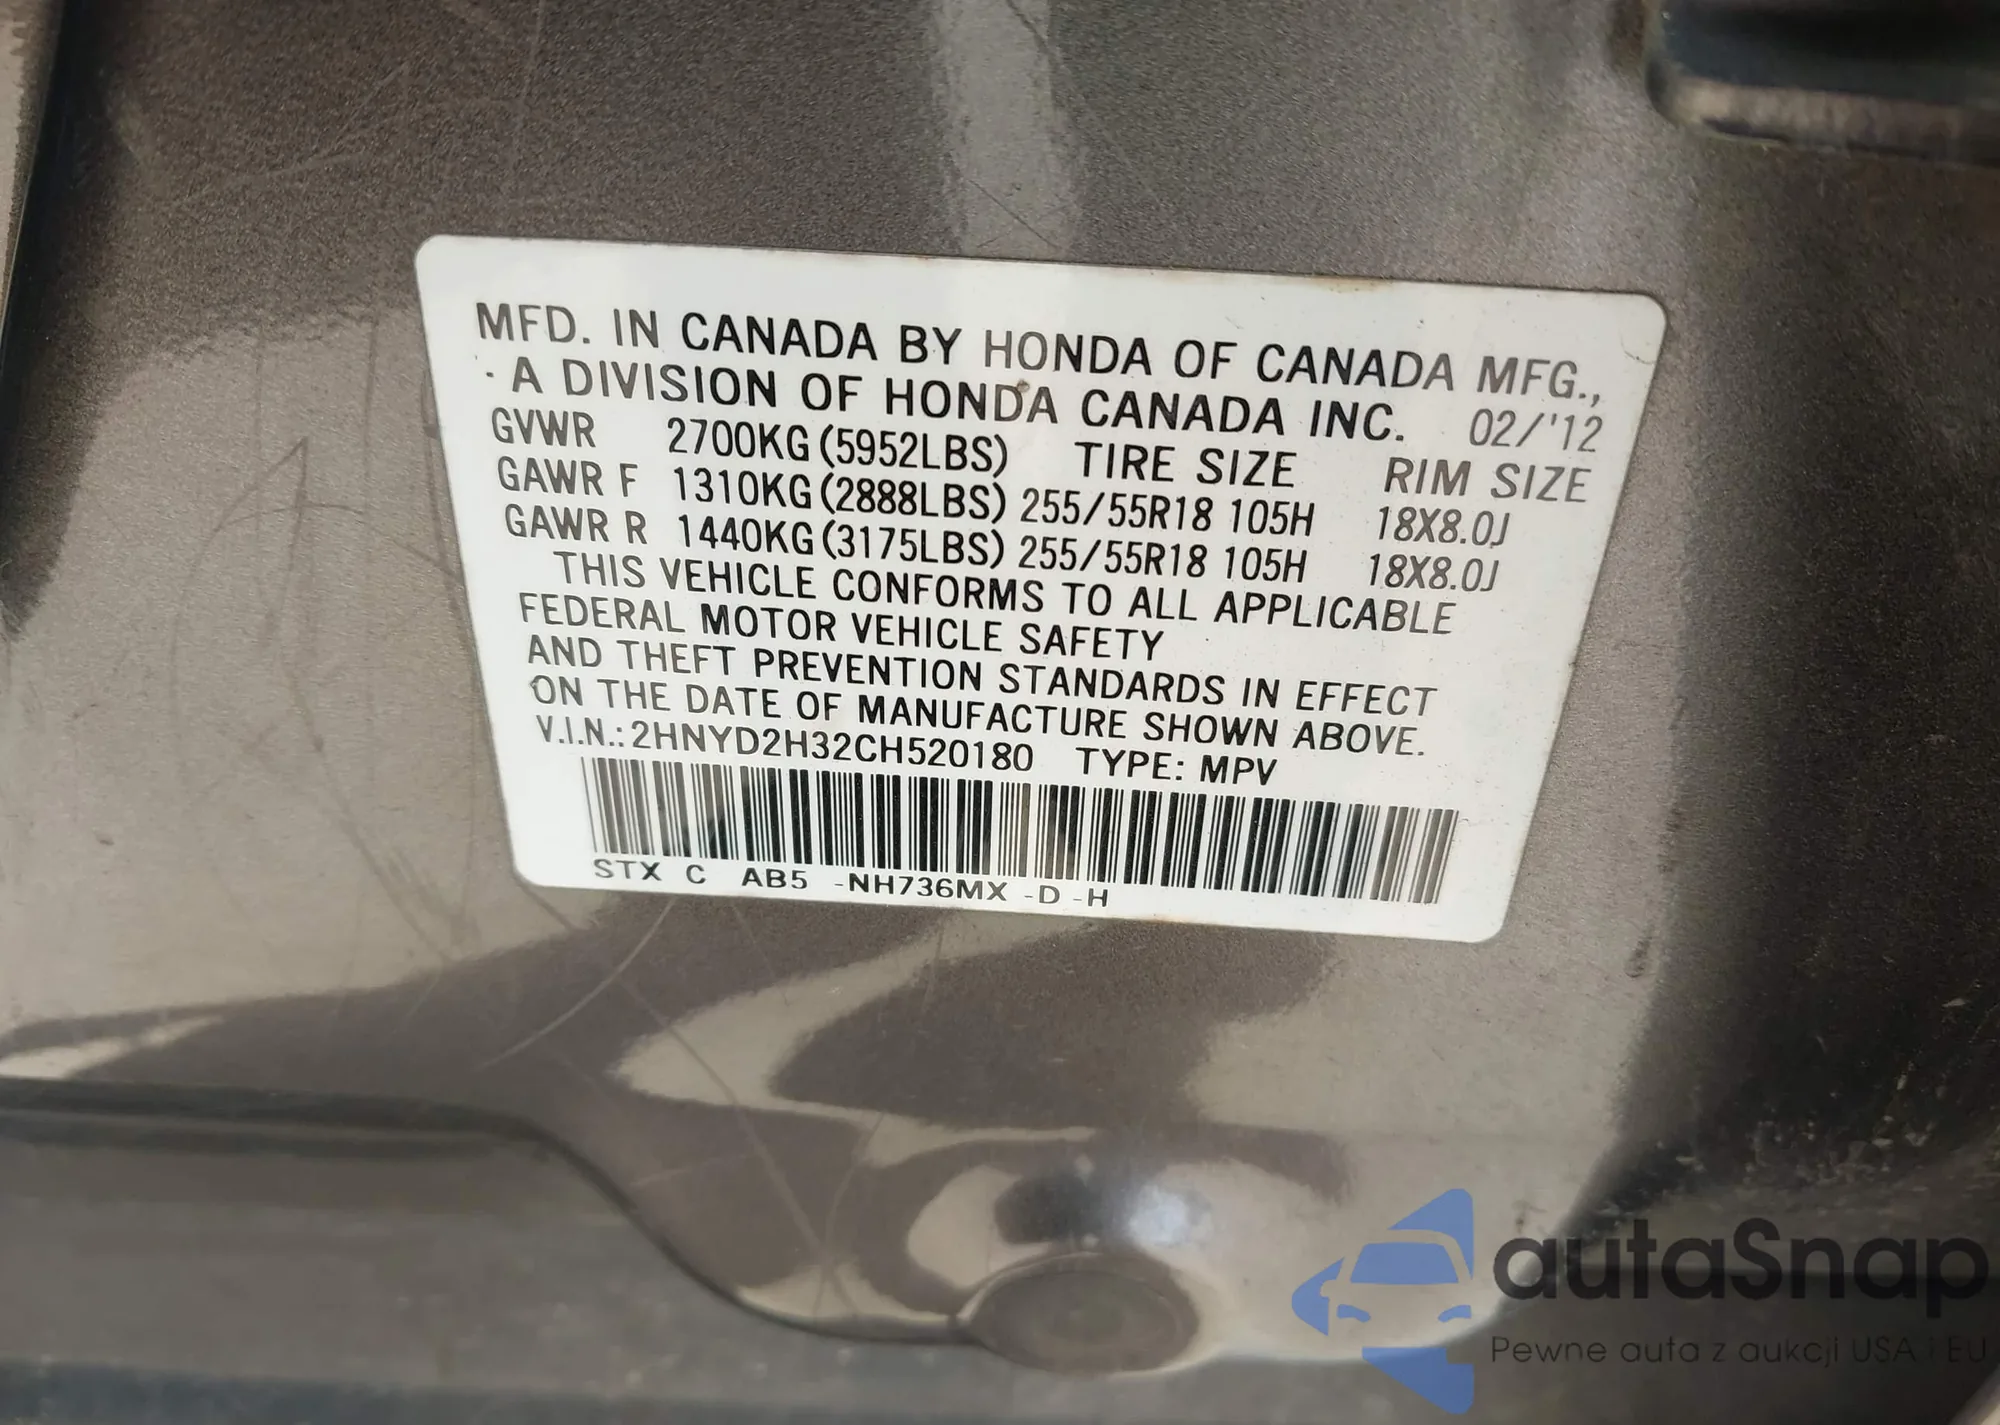 MFD. IN CANADA BY HONDA OF CANADA MFG.,
A DIVISION OF HONDA CANADA INC. 02/'12
GVWR 2700KG (5952LBS) TIRE SIZE RIM SIZE
GAWR F 1310KG (2888LBS) 255/55R18 105H 18X8.0J
GAWR R 1440KG (3175LBS) 255/55R18 105H 18X8.0J
THIS VEHICLE CONFORMS TO ALL APPLICABLE
FEDERAL MOTOR VEHICLE SAFETY
AND THEFT PREVENTION STANDARDS IN EFFECT
ON THE DATE OF MANUFACTURE SHOWN ABOVE.
V.I.N.: 2HNYD2H32CH520180 TYPE: MPV
STX C AB5 -NH736MX -D -H
autaSnap
Pewne auta z aukcji USA i EU